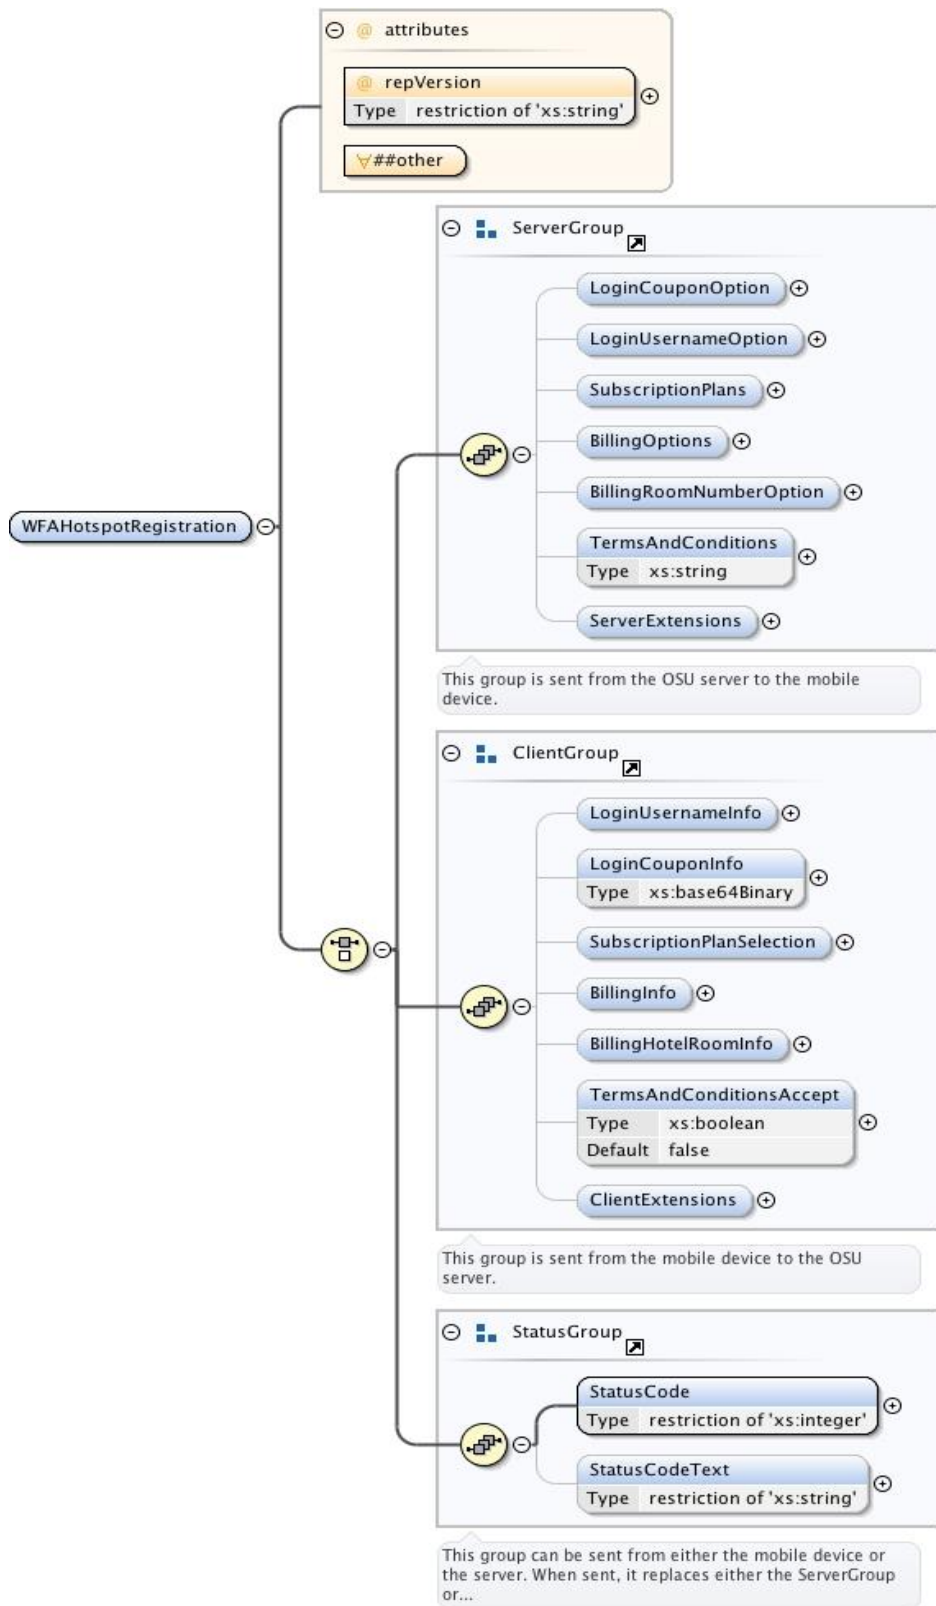 @ attributes
@ repVersion
Type restriction of 'xs:string'
∀##other
ServerGroup
LoginCouponOption
LoginUsernameOption
SubscriptionPlans
BillingOptions
BillingRoomNumberOption
WFAHotspotRegistration
TermsAndConditions
Type xs:string
ServerExtensions
This group is sent from the OSU server to the mobile
device.
ClientGroup
LoginUsernameInfo
LoginCouponInfo
Type xs:base64Binary
SubscriptionPlanSelection
BillingInfo
BillingHotelRoomInfo
TermsAndConditionsAccept
Type xs:boolean
Default false
ClientExtensions
This group is sent from the mobile device to the OSU
server.
StatusGroup
StatusCode
Type restriction of 'xs:integer'
StatusCodeText
Type restriction of 'xs:string'
This group can be sent from either the mobile device or
the server. When sent, it replaces either the ServerGroup
or...